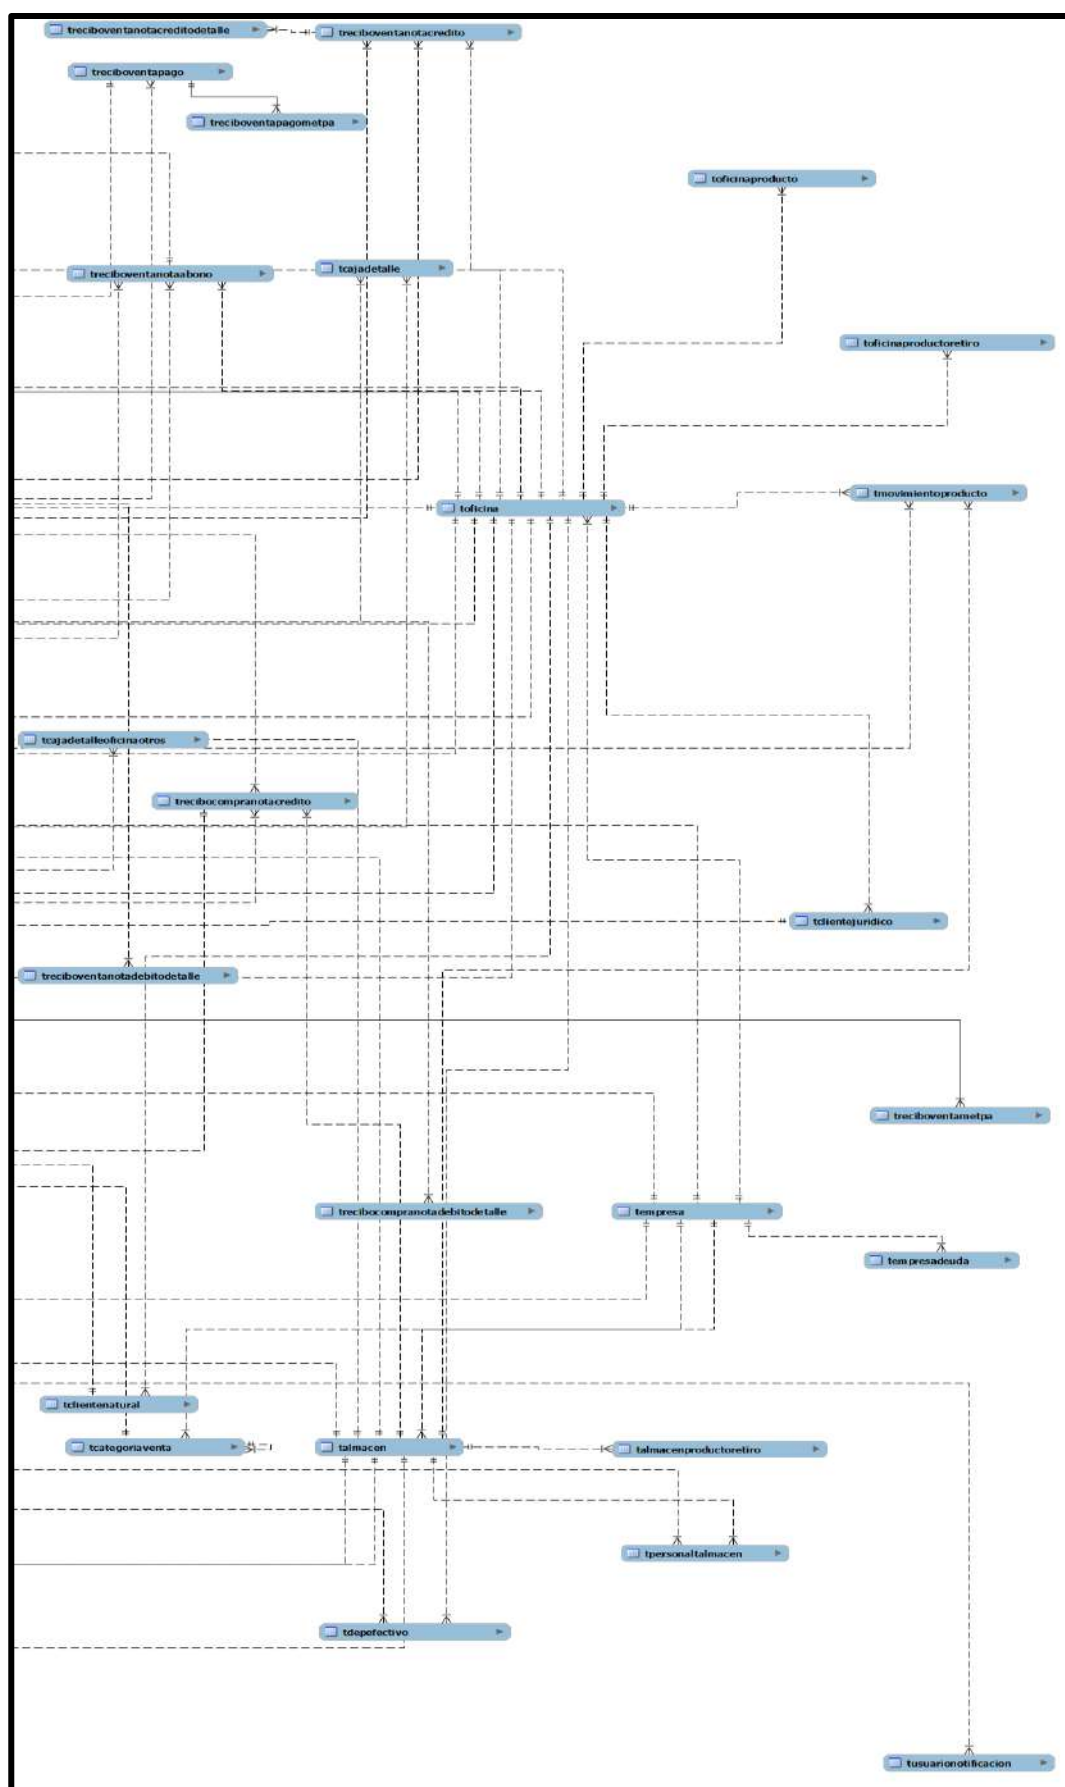 treciboventanotacreditodetalle
treciboventanotacredito
treciboventapago
treciboventapagometpa
toficinaproducto
treciboventanotaabono
tcajadetalle
toficinaproductoretiro
toficina
tmovimientoproducto
tcajadetalleoficinaotros
trecibocompranotacredito
tclientejuridico
treciboventanotadebitodetalle
treciboventametpa
trecibocompranotadebitodetalle
tempresa
tempresadeuda
tclientenatural
tcategoriaventa
talmacen
talmacenproductoretiro
tpersonaltalmacen
tdepefectivo
tusuarionotificacion